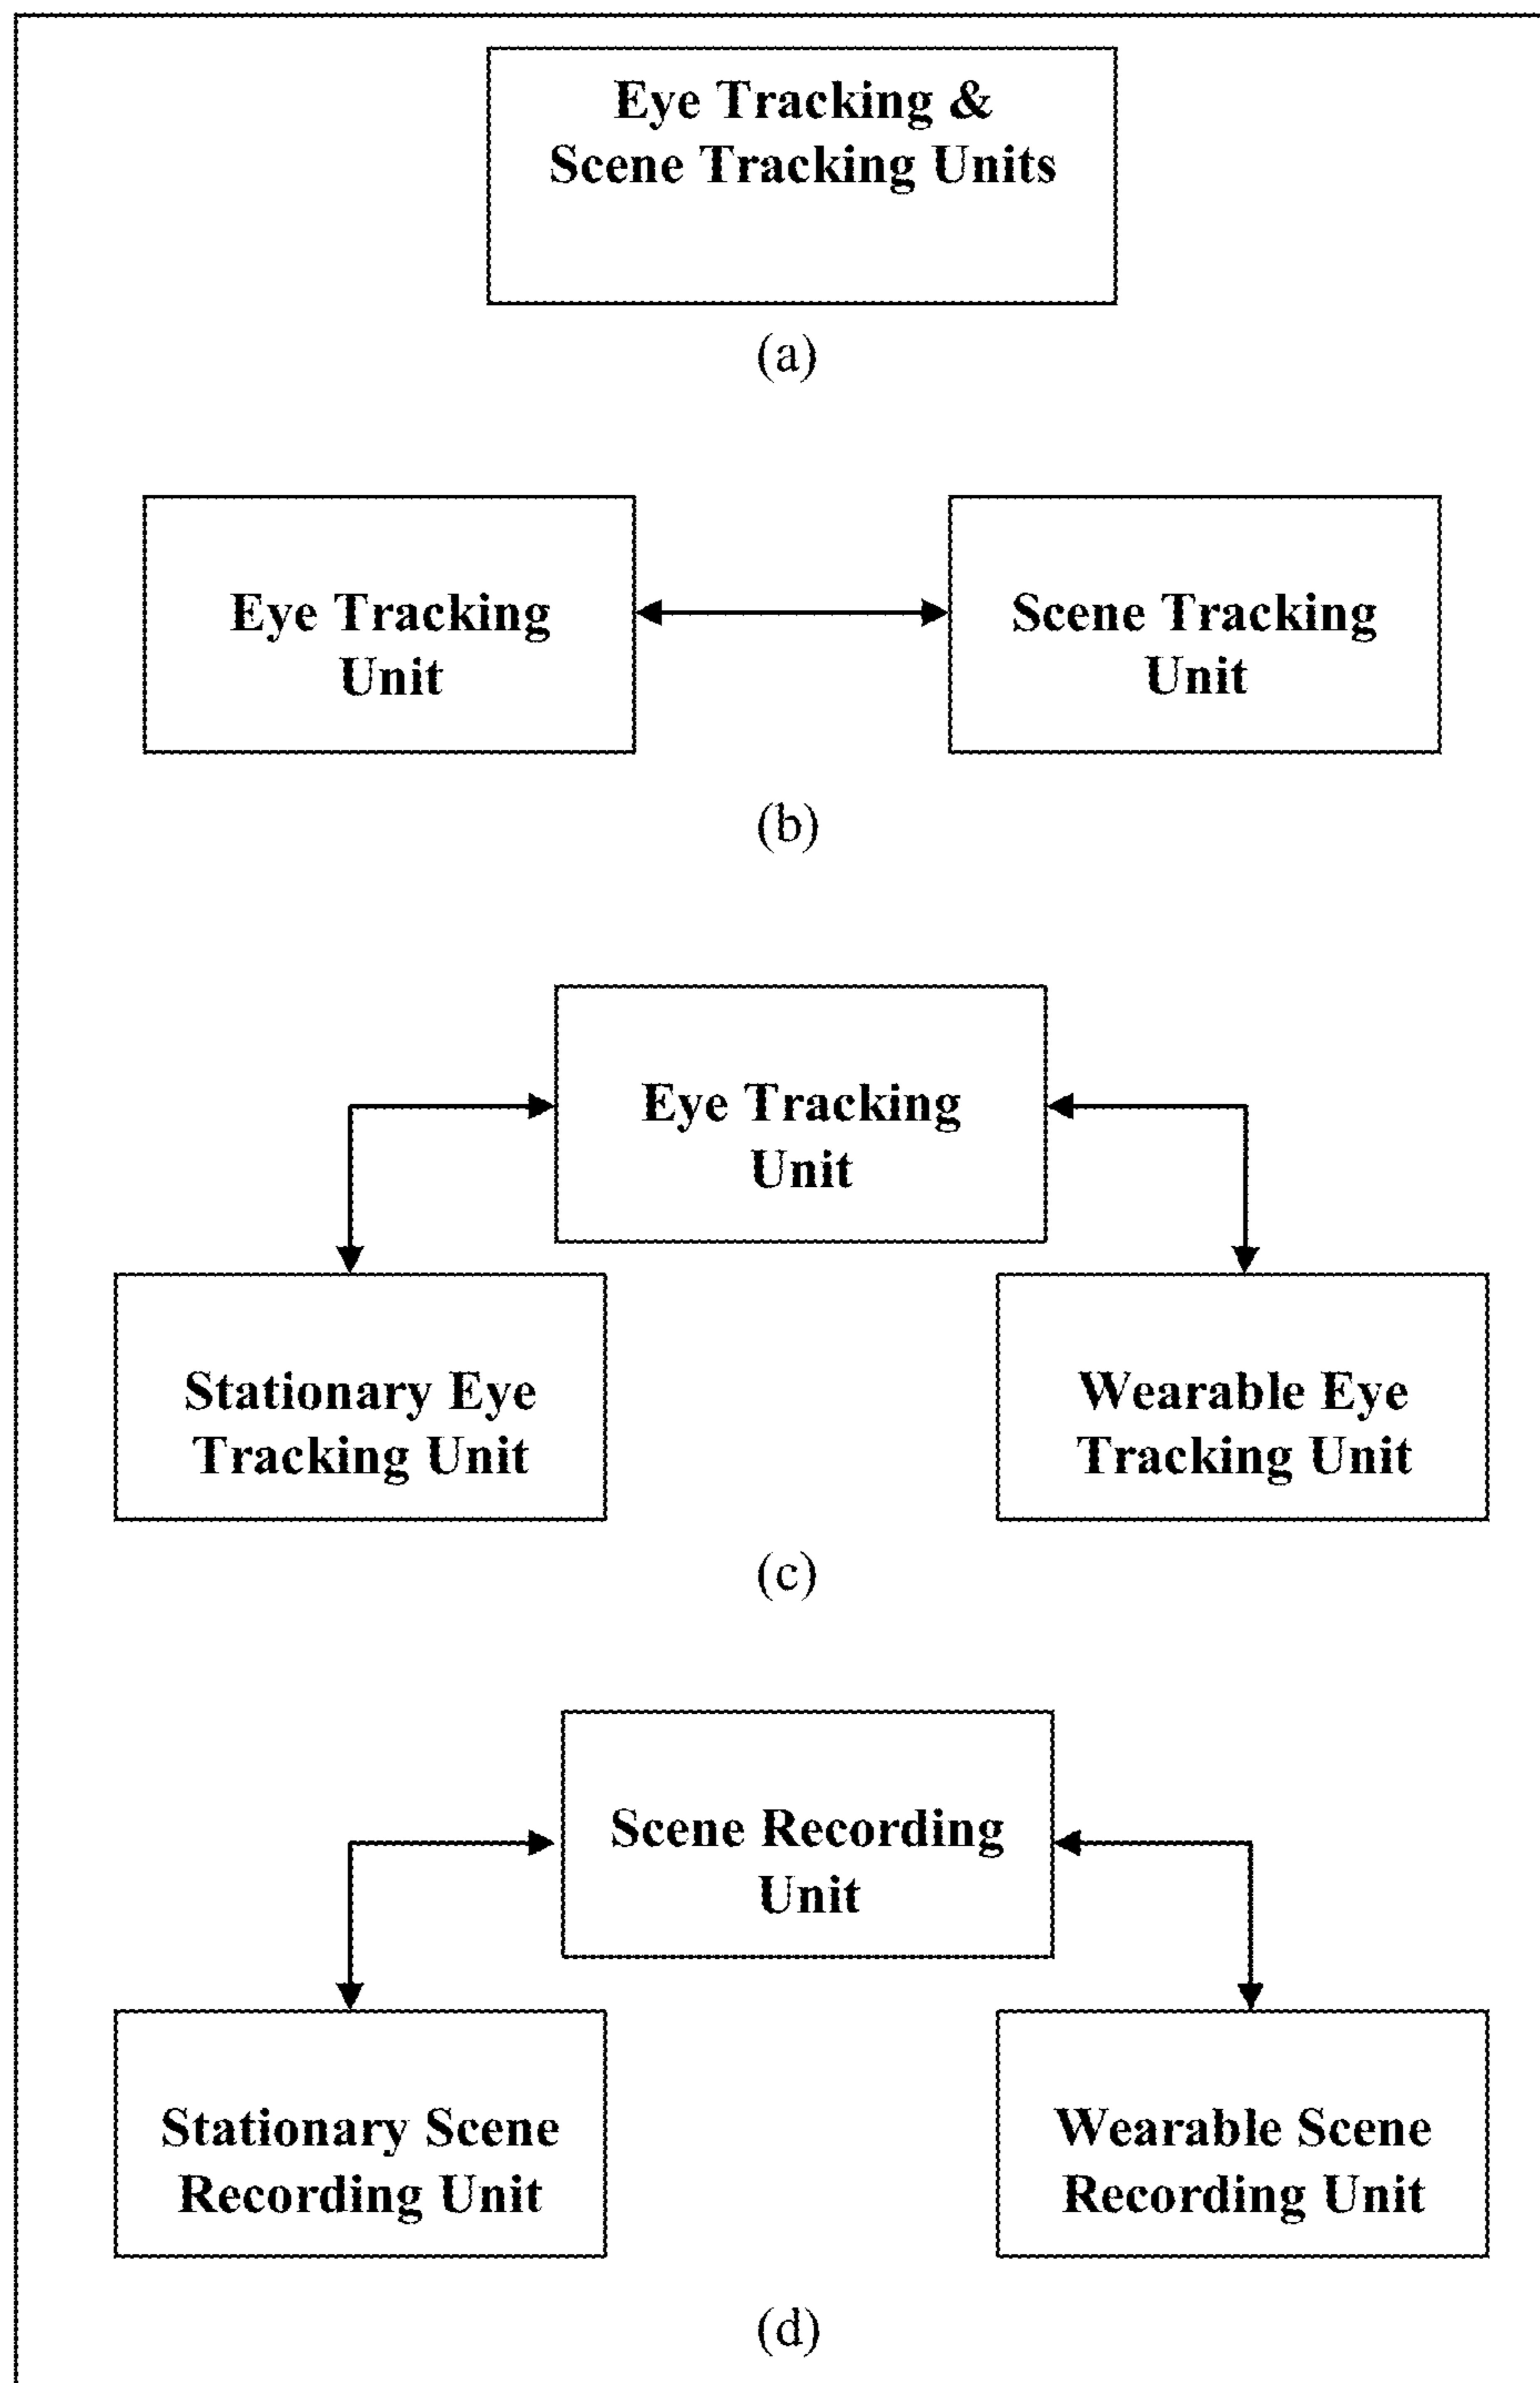 Eye Tracking &
Scene Tracking Units
(a)
Eye Tracking
Unit
Scene Tracking
Unit
(b)
Eye Tracking
Unit
Stationary Eye
Tracking Unit
Wearable Eye
Tracking Unit
(c)
Scene Recording
Unit
Stationary Scene
Recording Unit
Wearable Scene
Recording Unit
(d)